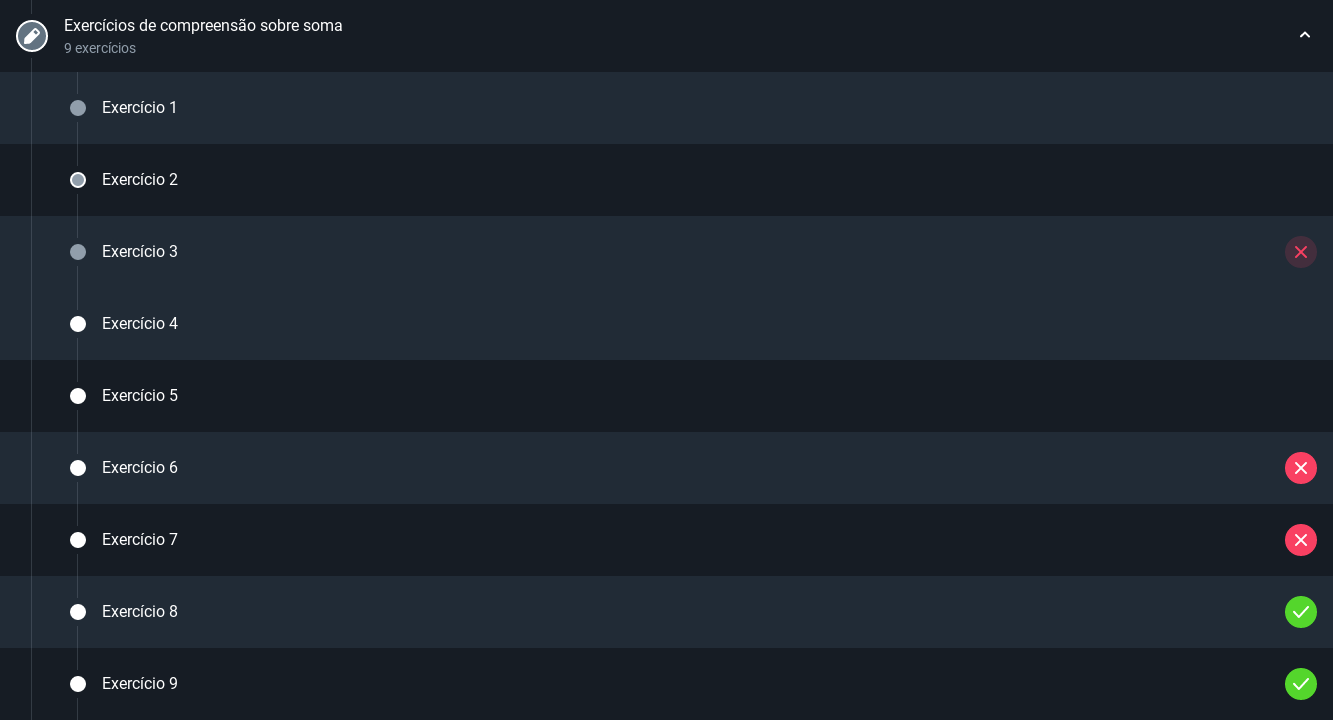 Exercícios de compreensão sobre soma
9 exercícios
Exercício 1
Exercício 2
Exercício 3
Exercício 4
Exercício 5
Exercício 6
Exercício 7
Exercício 8
Exercício 9